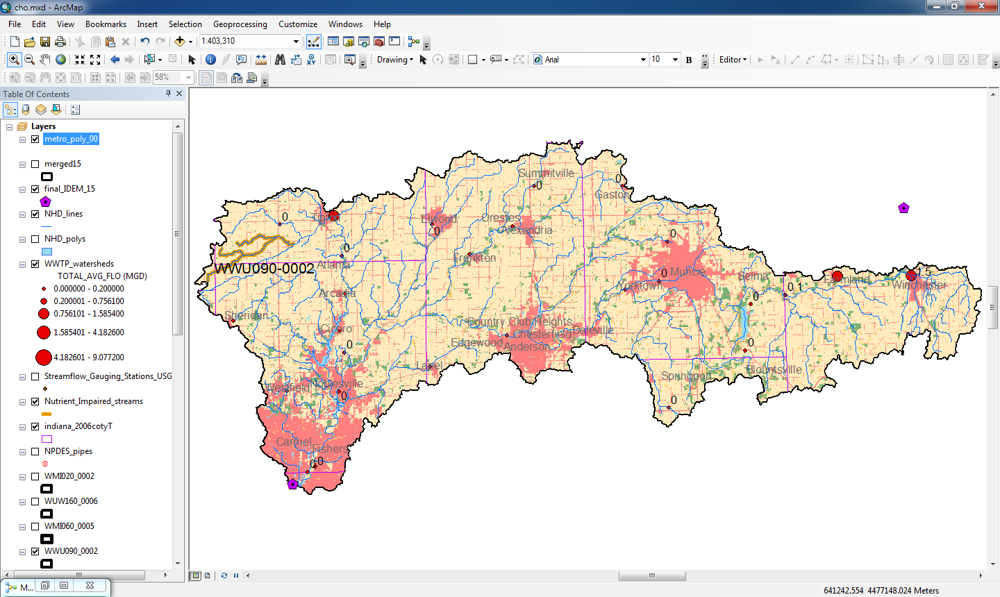 cho.mxd - ArcMap
File Edit View Bookmarks Insert Selection Geoprocessing Customize Windows Help
1:403,310
Drawing Arial 10 B Editor
58%
Table Of Contents
Layers
metro_poly_00
merged15
final_IDEM_15
NHD_lines
NHD_polys
WWTP_watersheds
TOTAL_AVG_FLO (MGD)
0.000000 - 0.200000
0.200001 - 0.756100
0.756101 - 1.585400
1.585401 - 4.182600
4.182601 - 9.077200
Streamflow_Gauging_Stations_USG
Nutrient_Impaired_streams
indiana_2006cotyT
NPDES_pipes
WMI020_0002
WUW160_0006
WMI060_0005
WWU090_0002
M...
Summitville
0
0
Gaston
0
Tipton
Elwood
0
Orestes
Alexandria
0
0
Atlanta
WWU090-0002
Frankton
0
Muncie
Yorktown
Selma
0.1
Farmland
1.5
Winchester
Arcadia
0
Sheridan
Cicero
Country Club Heights
Chesterfield
Daleville
Edgewood
Anderson
0
0
Lapel
Springport
Blountsville
Westfield
Noblesville
0
0
Carmel
Fishers
0
0
641242.554 4477148.024 Meters